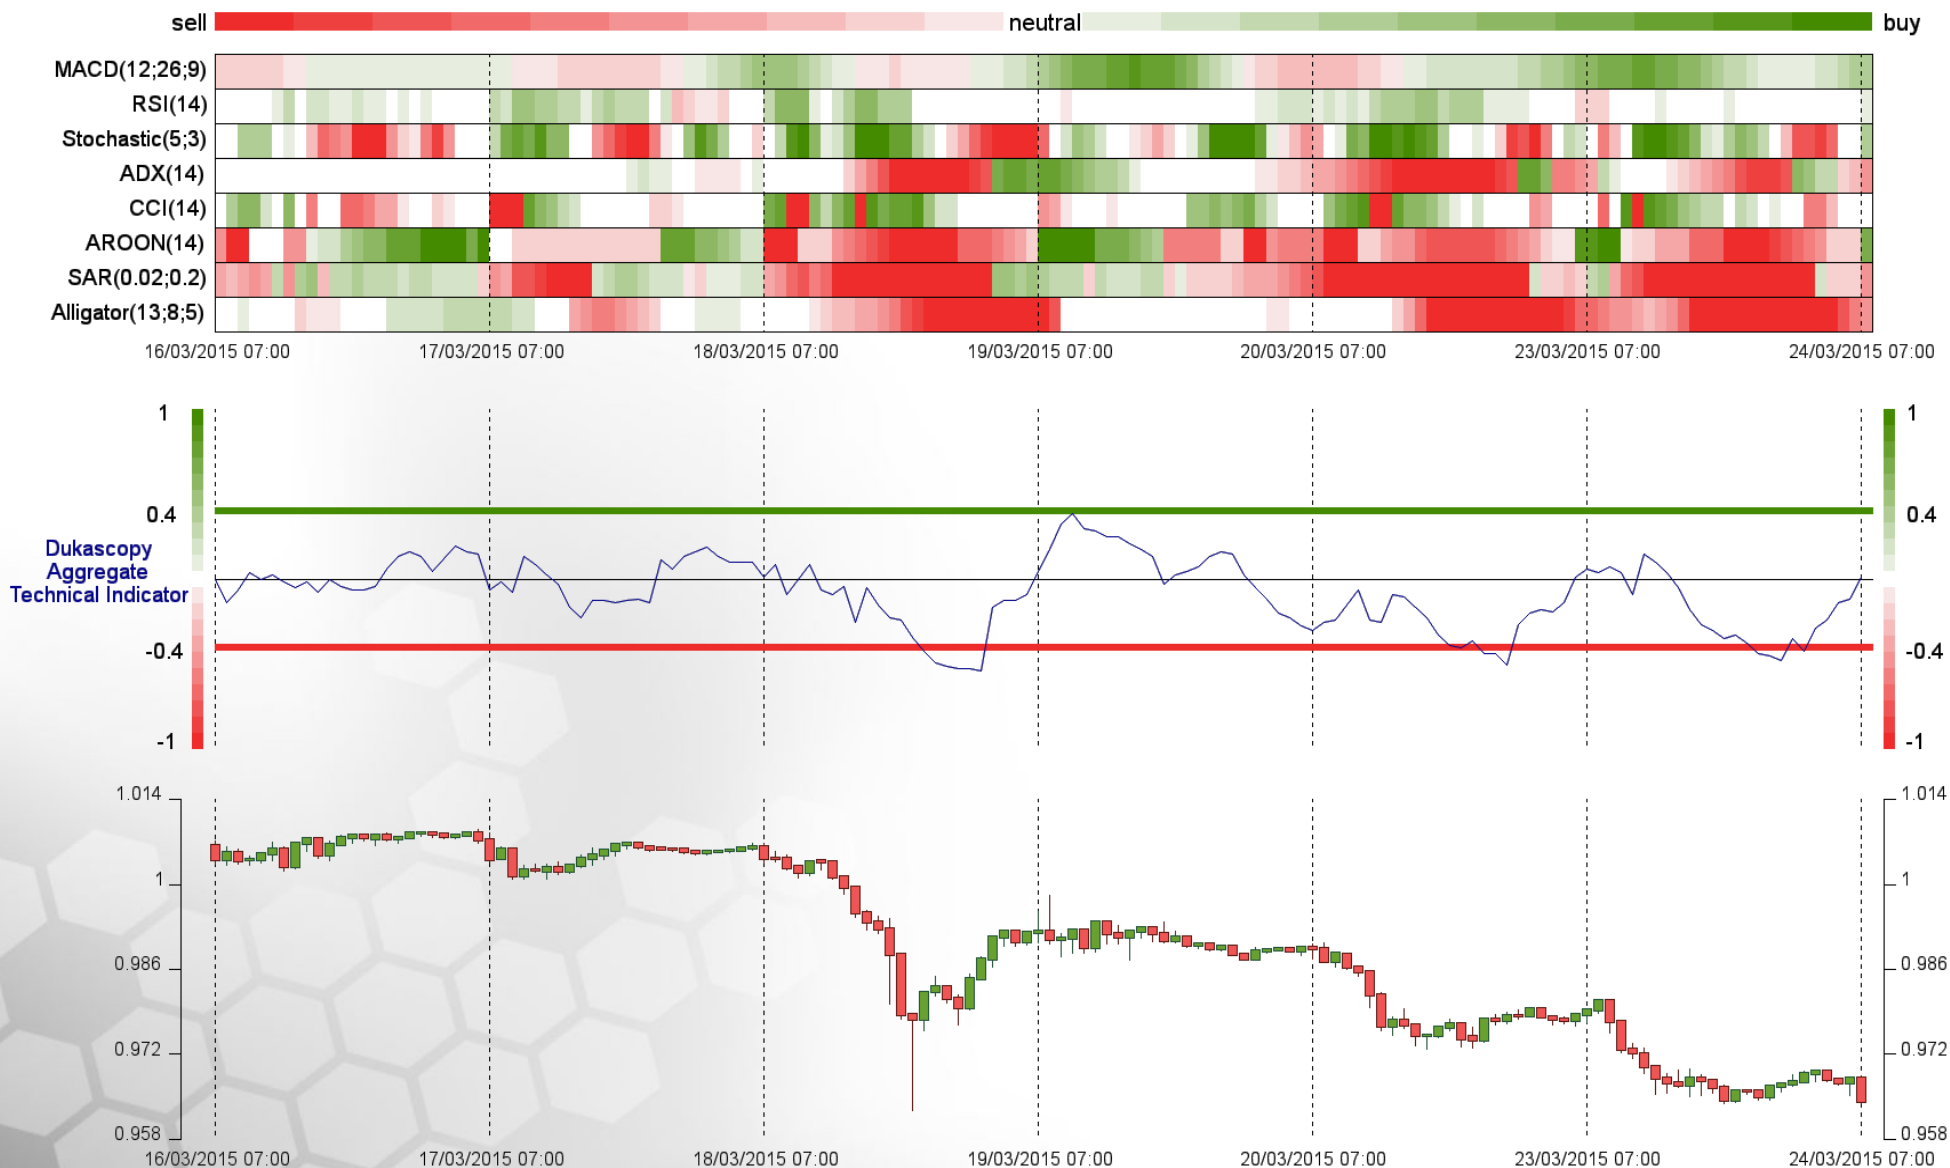 sell neutral buy
MACD(12;26;9)
RSI(14)
Stochastic(5;3)
ADX(14)
CCI(14)
AROON(14)
SAR(0.02;0.2)
Alligator(13;8;5)
16/03/2015 07:00 17/03/2015 07:00 18/03/2015 07:00 19/03/2015 07:00 20/03/2015 07:00 23/03/2015 07:00 24/03/2015 07:00
1 1
0.4 0.4
Dukascopy
Aggregate
Technical Indicator
-0.4 -0.4
-1 -1
1.014 1.014
1 1
0.986 0.986
0.972 0.972
0.958 0.958
16/03/2015 07:00 17/03/2015 07:00 18/03/2015 07:00 19/03/2015 07:00 20/03/2015 07:00 23/03/2015 07:00 24/03/2015 07:00